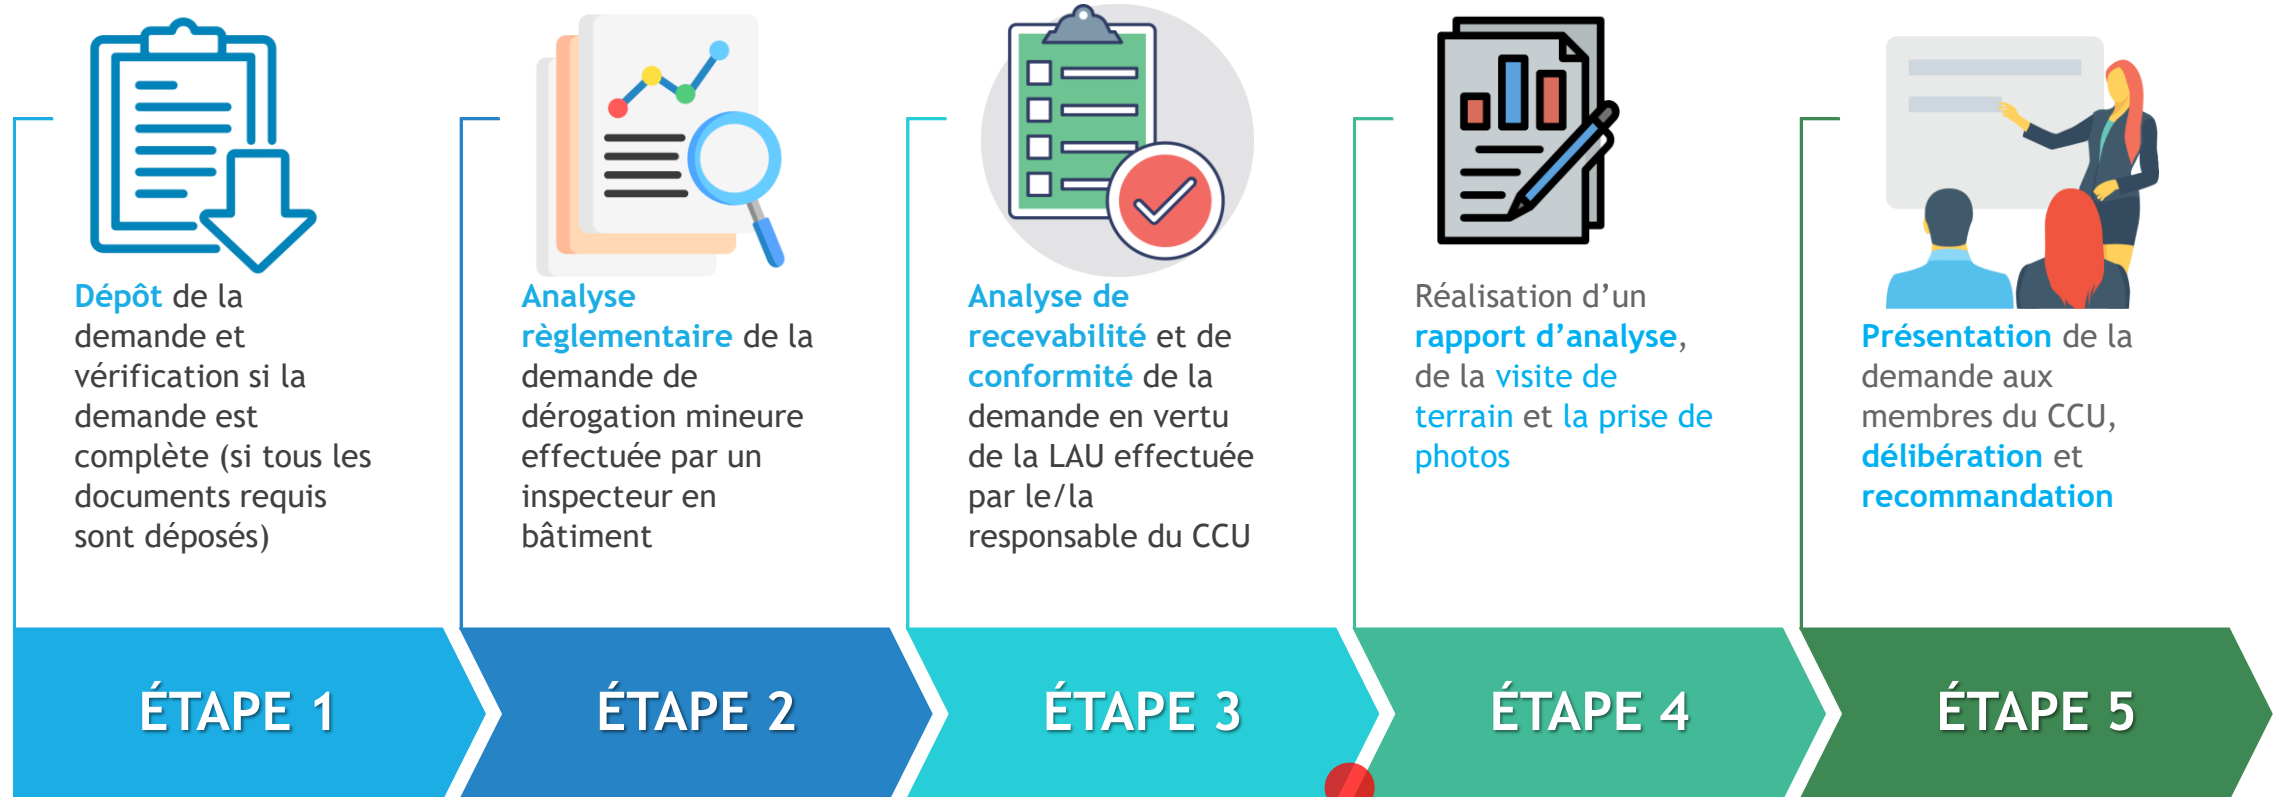 Dépôt de la
demande et
vérification si la
demande est
complète (si tous les
documents requis
sont déposés)
Analyse
règlementaire de la
demande de
dérogation mineure
effectuée par un
inspecteur en
bâtiment
Analyse de
recevabilité et de
conformité de la
demande en vertu
de la LAU effectuée
par le/la
responsable du CCU
Réalisation d’un
rapport d’analyse,
de la visite de
terrain et la prise de
photos
Présentation de la
demande aux
membres du CCU,
délibération et
recommandation
ÉTAPE 1
ÉTAPE 2
ÉTAPE 3
ÉTAPE 4
ÉTAPE 5